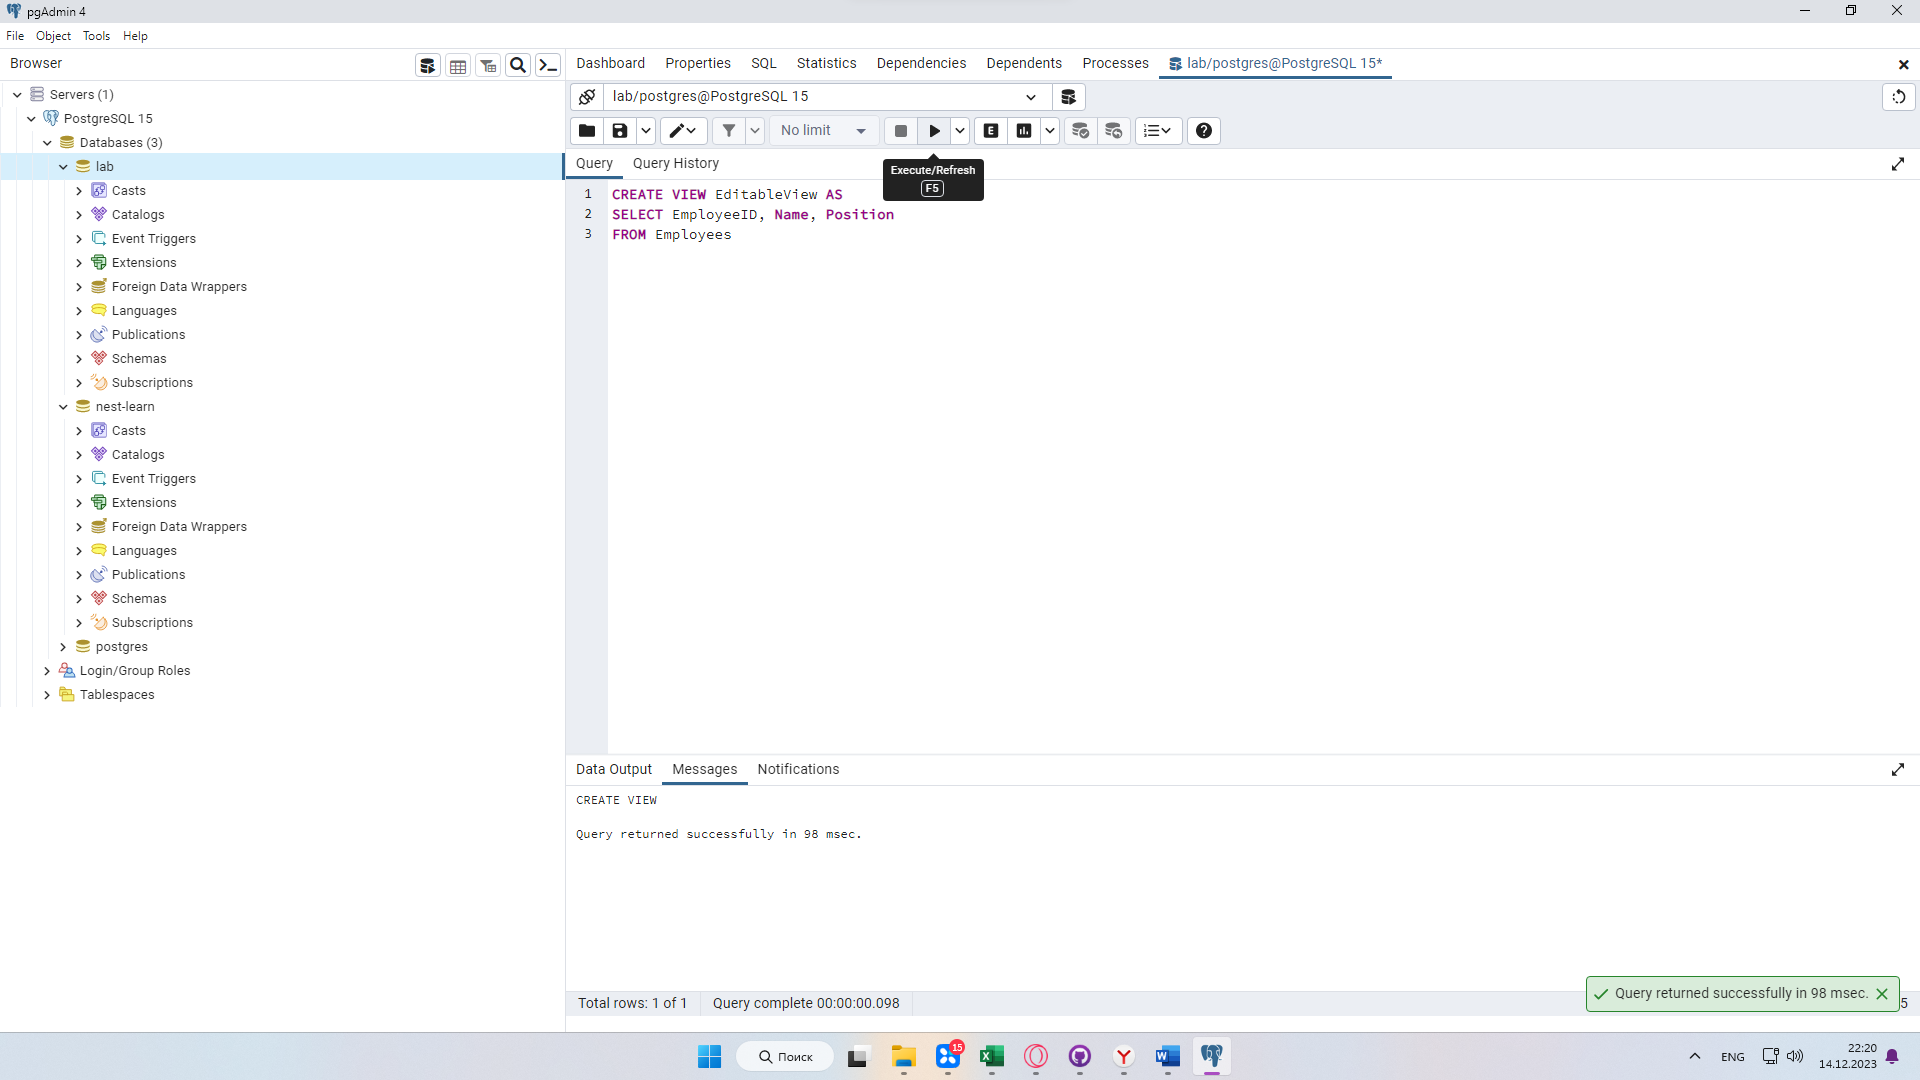 pgAdmin 4
File Object Tools Help
Browser
Dashboard Properties SQL Statistics Dependencies Dependents Processes lab/postgres@PostgreSQL 15*
Servers (1)
PostgreSQL 15
Databases (3)
lab
Casts
Catalogs
Event Triggers
Extensions
Foreign Data Wrappers
Languages
Publications
Schemas
Subscriptions
nest-learn
Casts
Catalogs
Event Triggers
Extensions
Foreign Data Wrappers
Languages
Publications
Schemas
Subscriptions
postgres
Login/Group Roles
Tablespaces
lab/postgres@PostgreSQL 15
No limit
E
Query Query History
Execute/Refresh
F5
1 CREATE VIEW EditableView AS
2 SELECT EmployeeID, Name, Position
3 FROM Employees
Data Output Messages Notifications
CREATE VIEW
Query returned successfully in 98 msec.
Total rows: 1 of 1 Query complete 00:00:00.098
Query returned successfully in 98 msec.
5
Поиск
15
ENG
22:20
14.12.2023